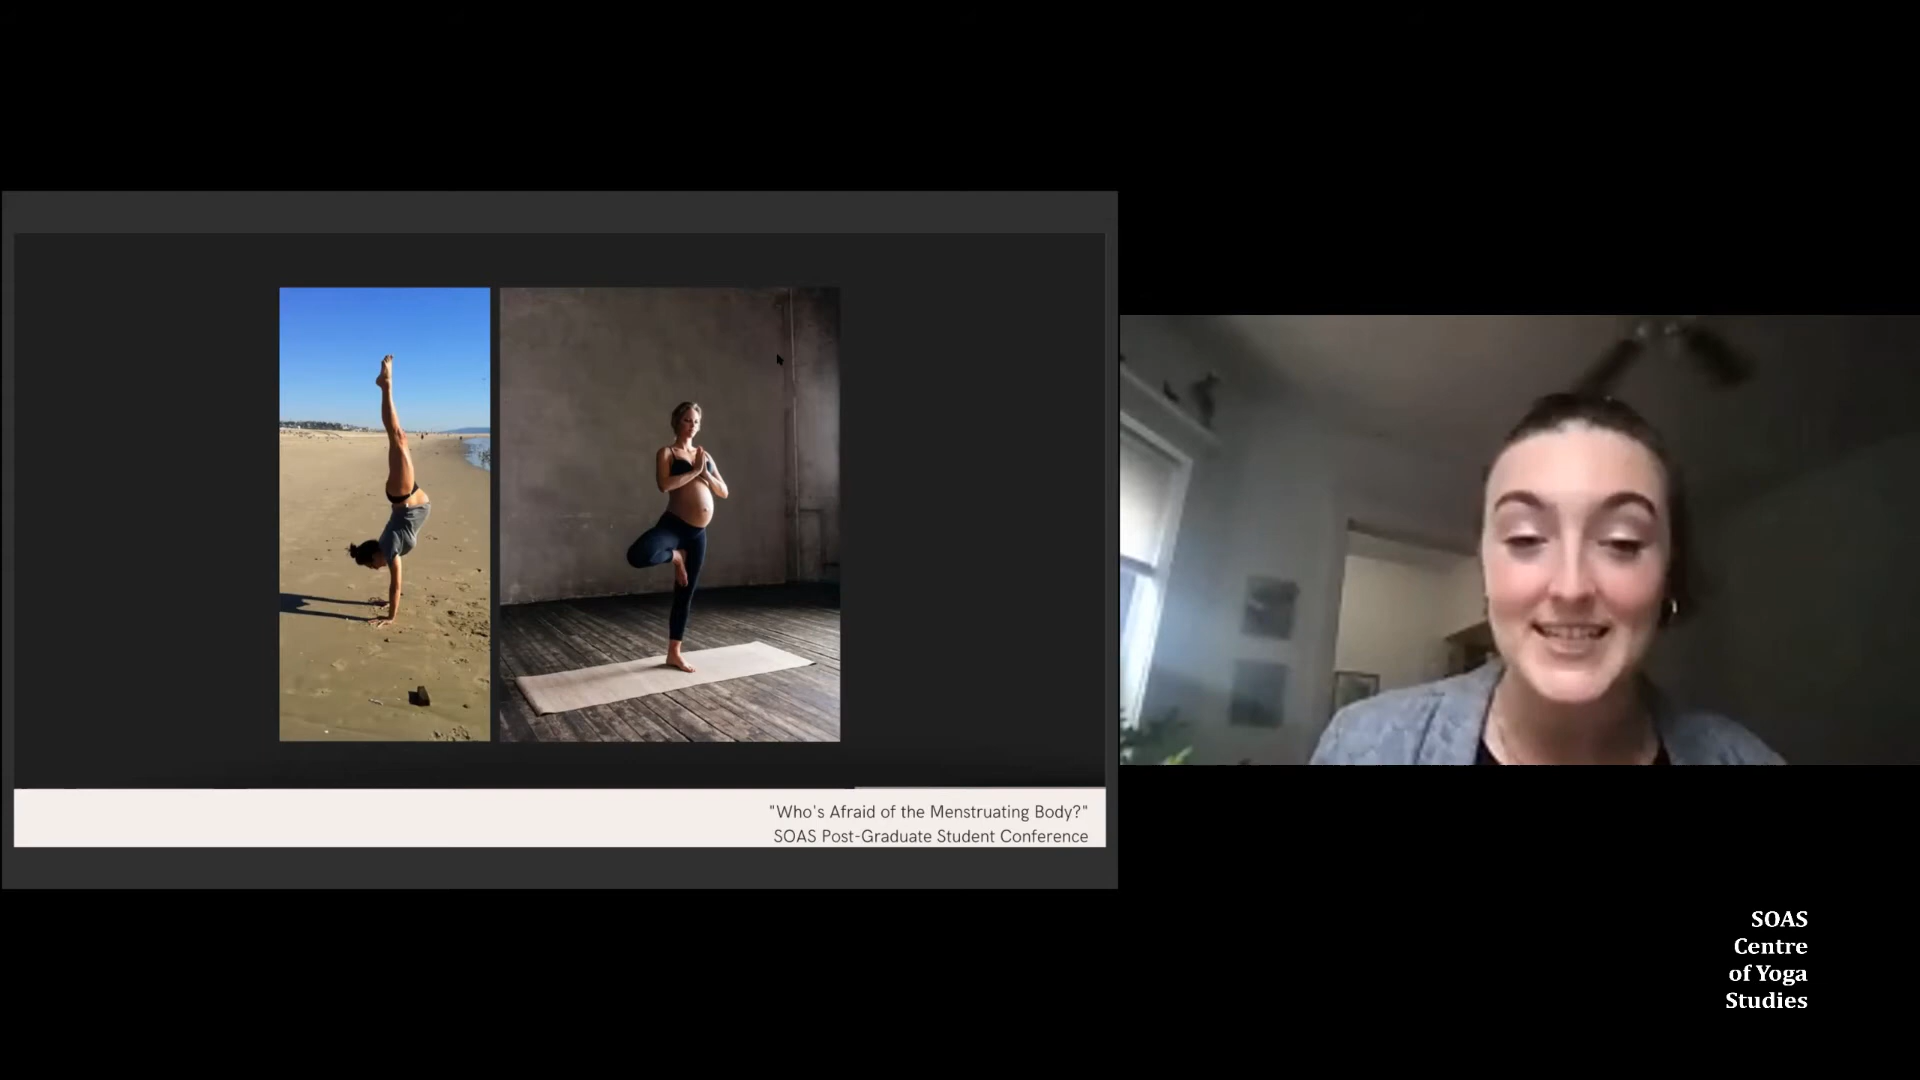 "Who's Afraid of the Menstruating Body?"
SOAS Post-Graduate Student Conference
SOAS
Centre
of Yoga
Studies